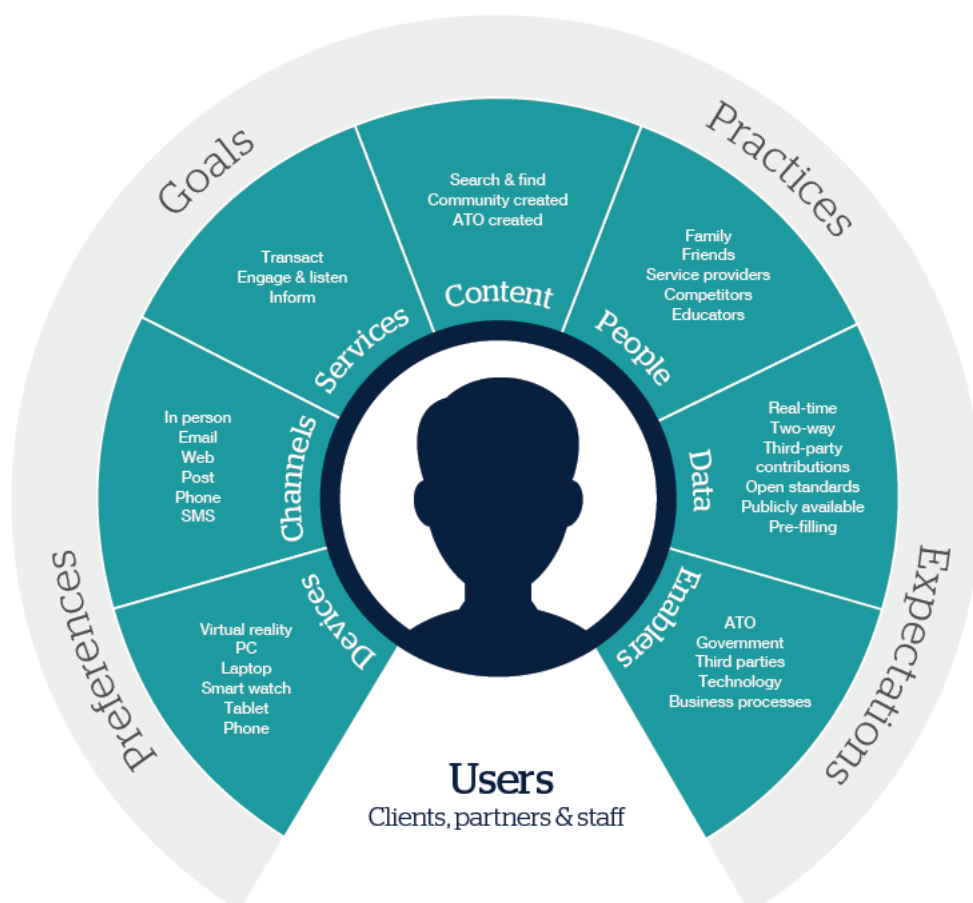 Goals
Practices
Preferences
Expectations
Search & find
Community created
ATO created
Content
Transact
Engage & listen
Inform
Services
Family
Friends
Service providers
Competitors
Educators
People
In person
Email
Web
Post
Phone
SMS
Channels
Real-time
Two-way
Third-party
contributions
Open standards
Publicly available
Pre-filling
Data
Virtual reality
PC
Laptop
Smart watch
Tablet
Phone
Devices
ATO
Government
Third parties
Technology
Business processes
Enablers
Users
Clients, partners & staff